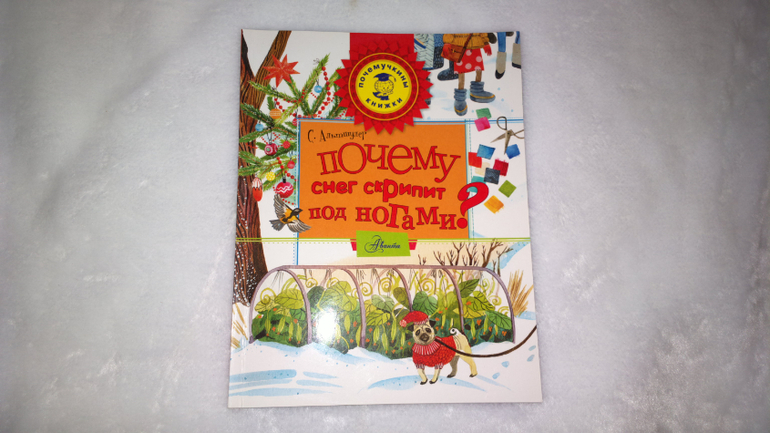 почемучкины
книжки
С. Альтшулер
почему
снег скрипит
под ногами?
Аванта